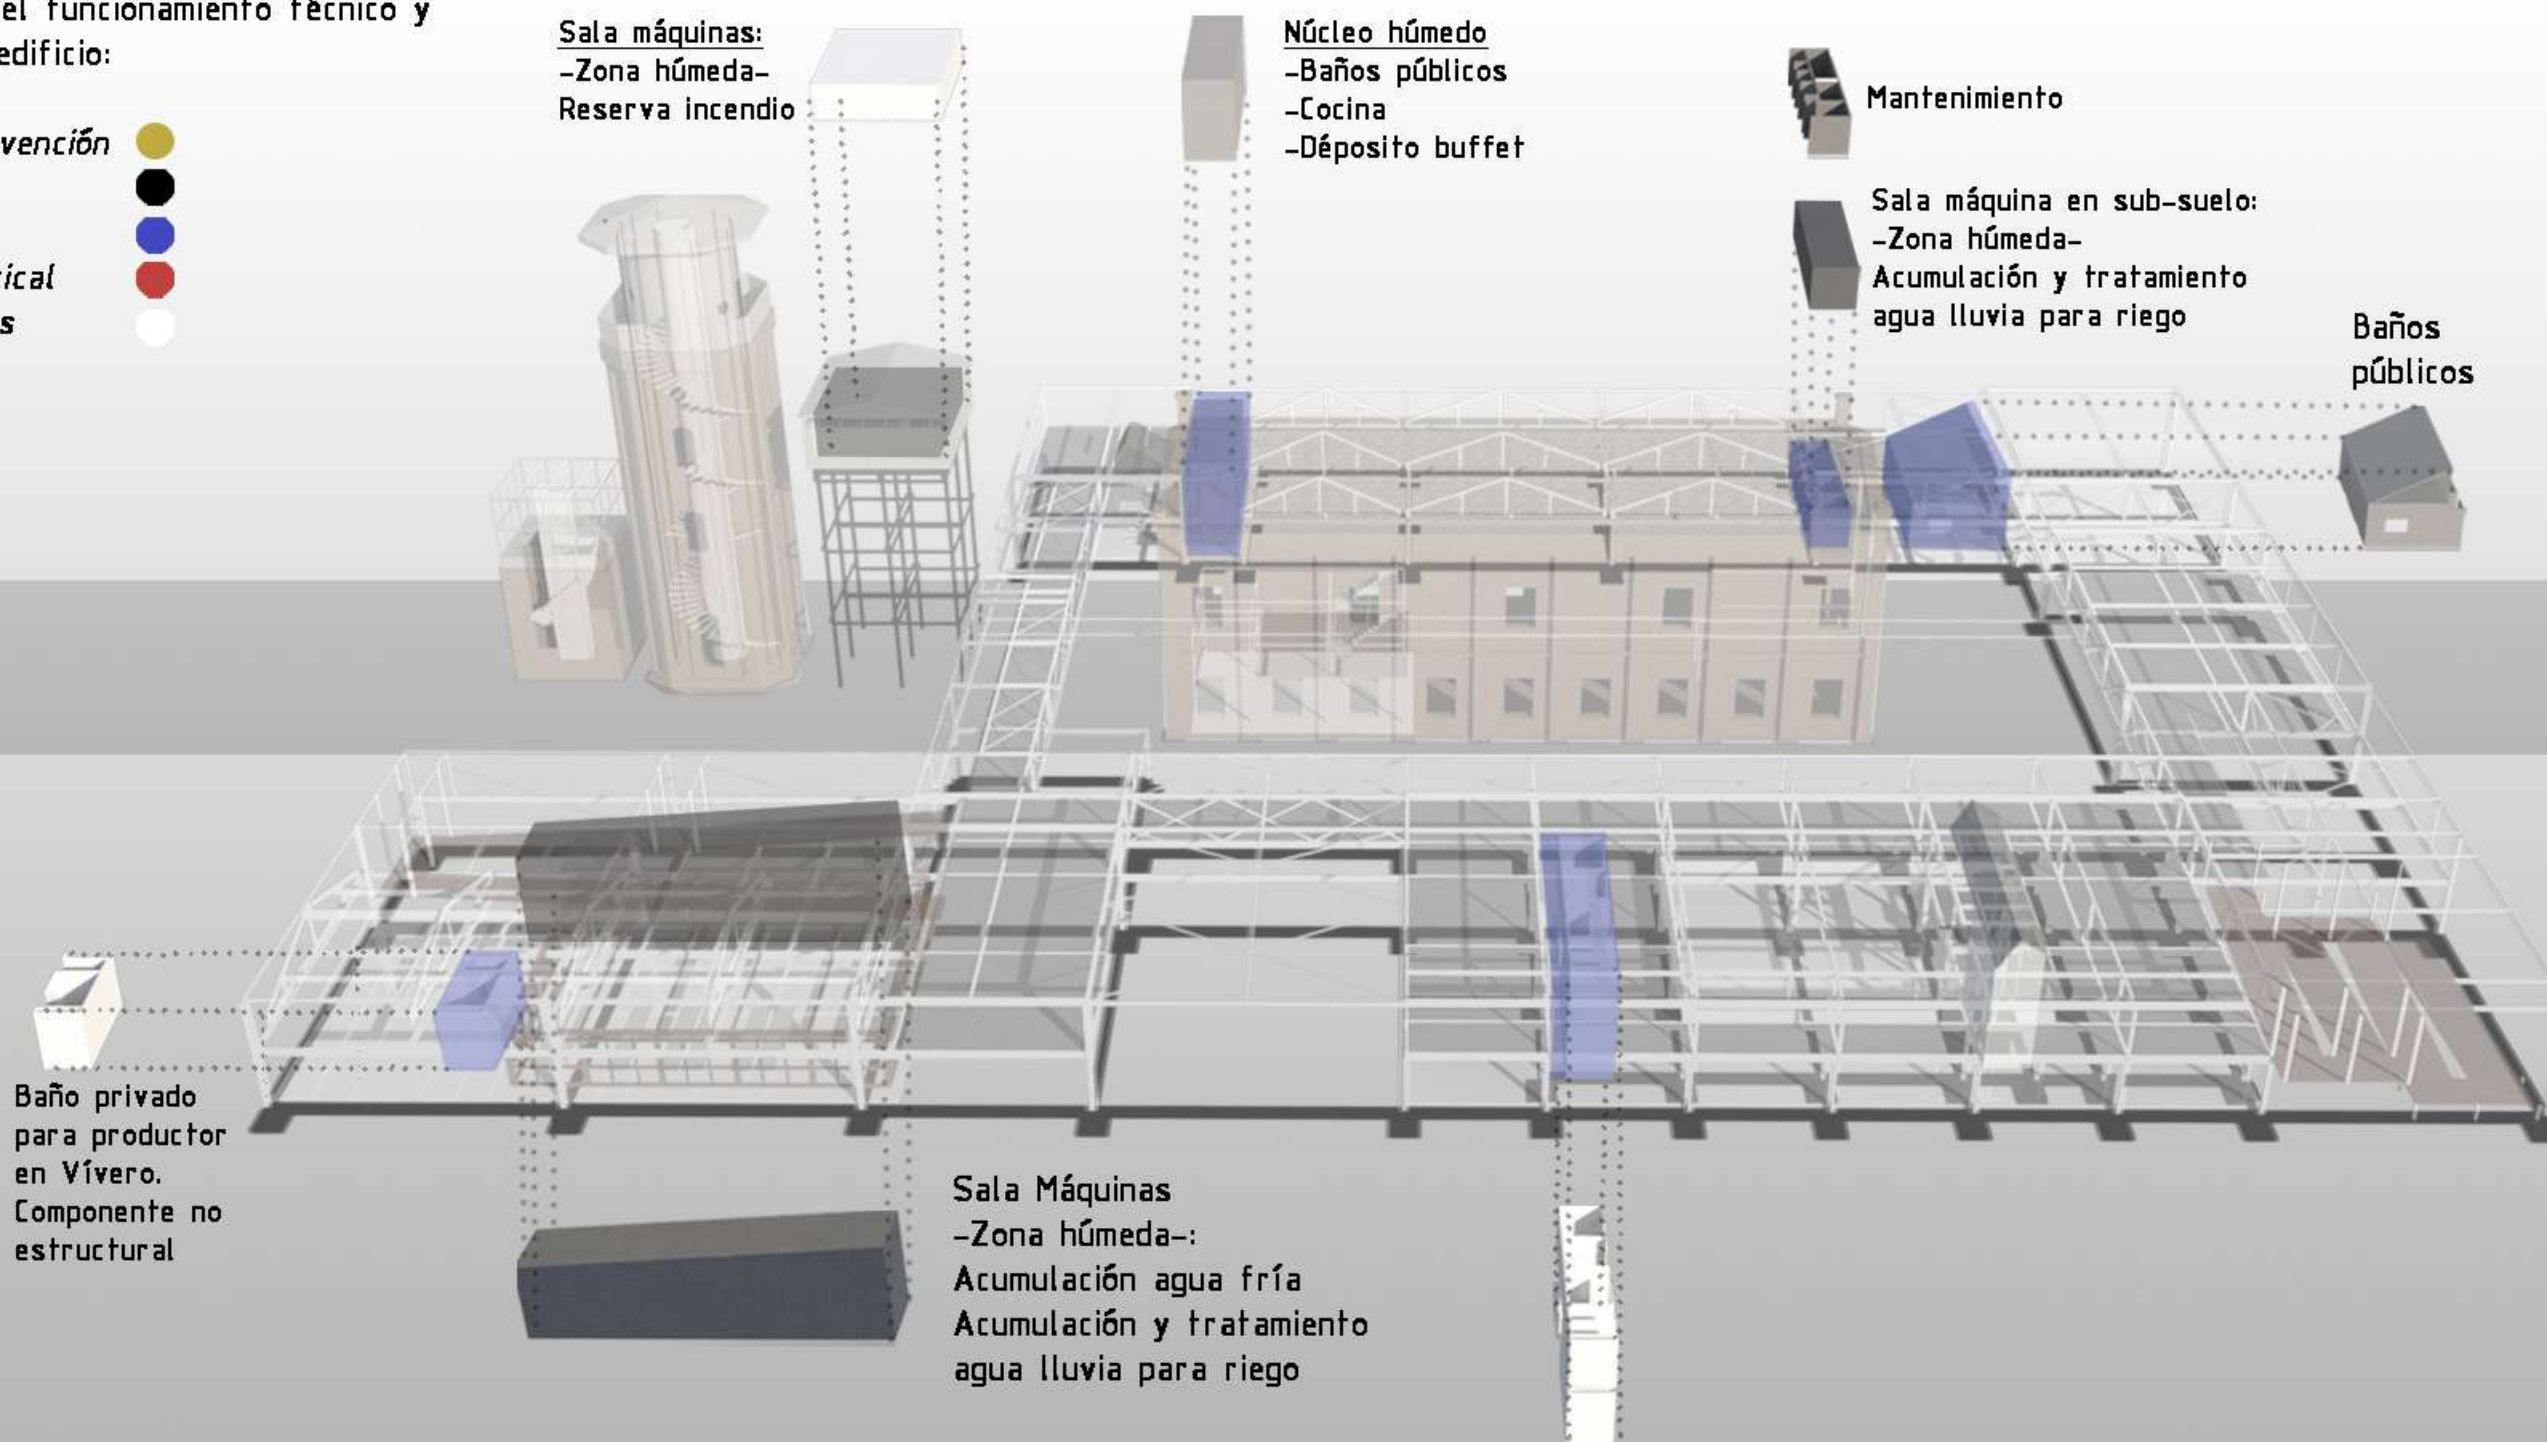 el funcionamiento técnico y
edificio:
vención
ical
s
Sala máquinas:
-Zona húmeda-
Reserva incendio
Núcleo húmedo
-Baños públicos
-Cocina
-Déposito buffet
Mantenimiento
Sala máquina en sub-suelo:
-Zona húmeda-
Acumulación y tratamiento
agua lluvia para riego
Baños
públicos
Baño privado
para productor
en Vívero.
Componente no
estructural
Sala Máquinas
-Zona húmeda-:
Acumulación agua fría
Acumulación y tratamiento
agua lluvia para riego